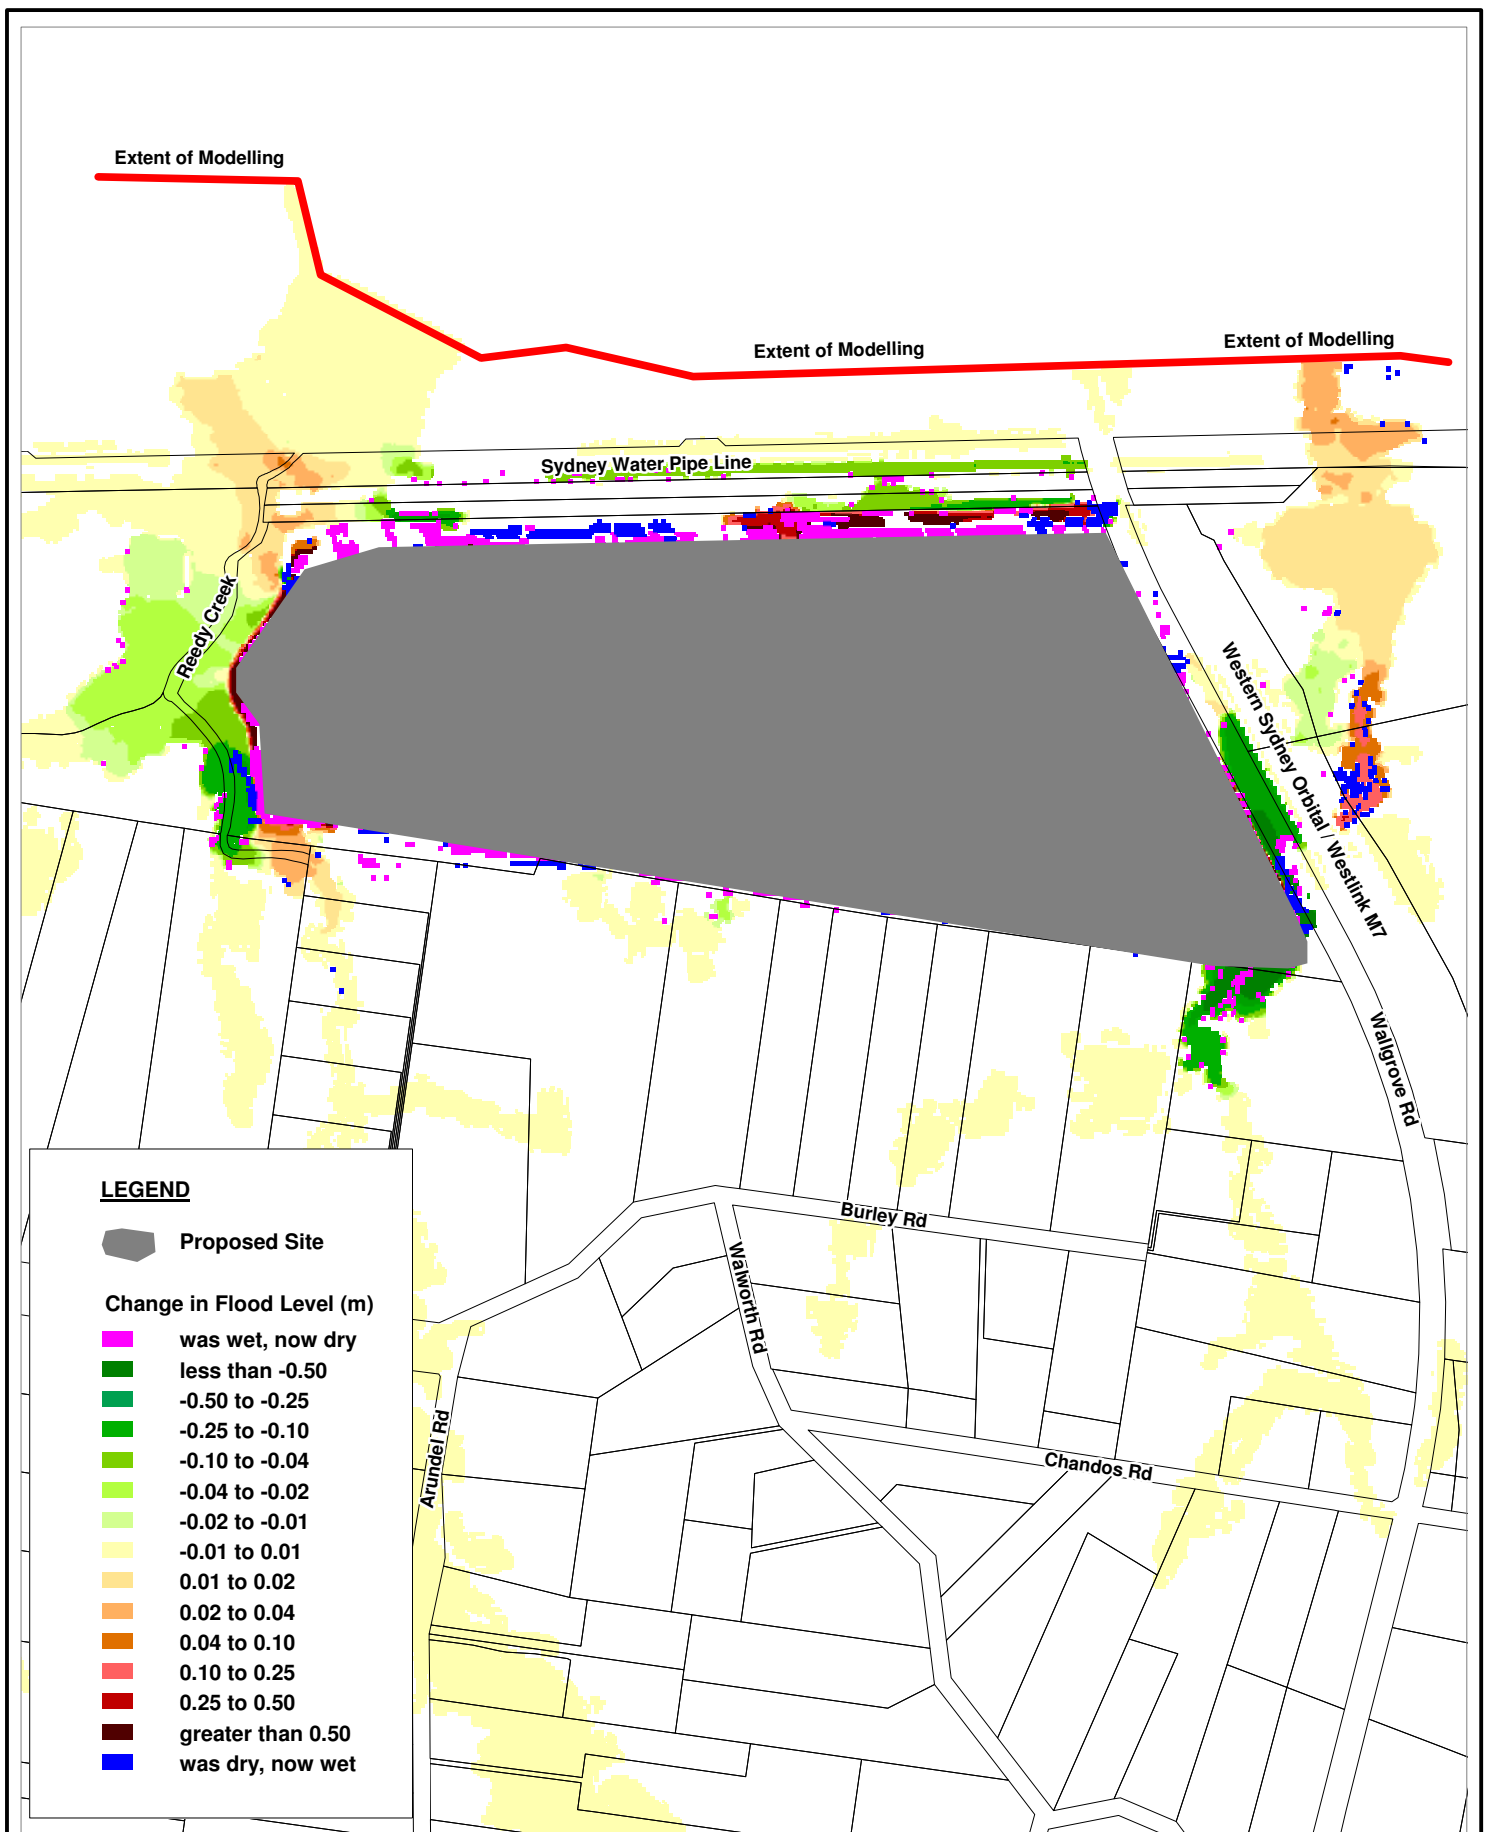 Extent of Modelling
Extent of Modelling
Extent of Modelling
Sydney Water Pipe Line
Reedy Creek
Western Sydney Orbital / Westlink M7
Wallgrove Rd
Burley Rd
Walworth Rd
Chandos Rd
Arundel Rd
LEGEND
Proposed Site
Change in Flood Level (m)
was wet, now dry
less than -0.50
-0.50 to -0.25
-0.25 to -0.10
-0.10 to -0.04
-0.04 to -0.02
-0.02 to -0.01
-0.01 to 0.01
0.01 to 0.02
0.02 to 0.04
0.04 to 0.10
0.10 to 0.25
0.25 to 0.50
greater than 0.50
was dry, now wet